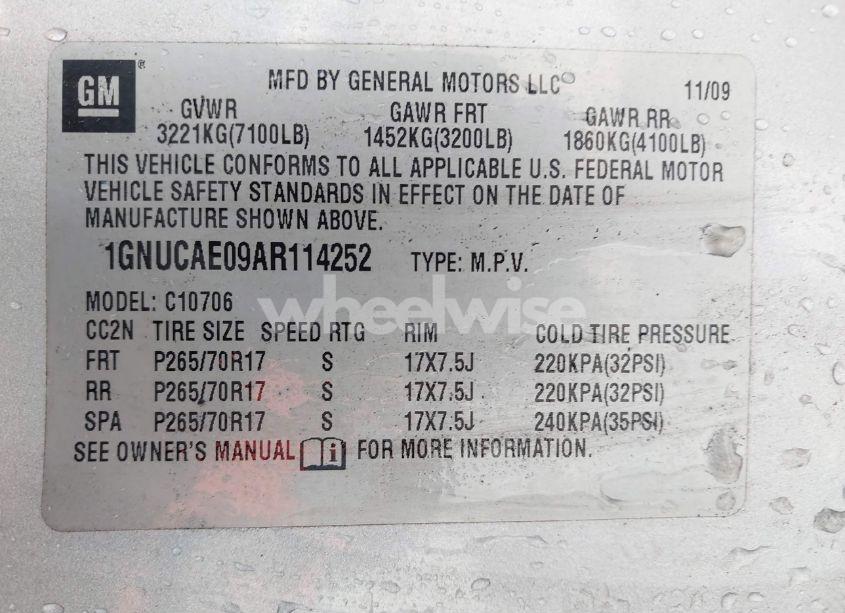 GM® MFD BY GENERAL MOTORS LLC 11/09
GVWR GAWR FRT GAWR RR
3221KG(7100LB) 1452KG(3200LB) 1860KG(4100LB)
THIS VEHICLE CONFORMS TO ALL APPLICABLE U.S. FEDERAL MOTOR
VEHICLE SAFETY STANDARDS IN EFFECT ON THE DATE OF
MANUFACTURE SHOWN ABOVE.
1GNUCAE09AR114252 TYPE: M.P.V.
MODEL: C10706
wheelwise
CC2N TIRE SIZE SPEED RTG RIM COLD TIRE PRESSURE
FRT P265/70R17 S 17X7.5J 220KPA(32PSI)
RR P265/70R17 S 17X7.5J 220KPA(32PSI)
SPA P265/70R17 S 17X7.5J 240KPA(35PSI)
SEE OWNER'S MANUAL FOR MORE INFORMATION.